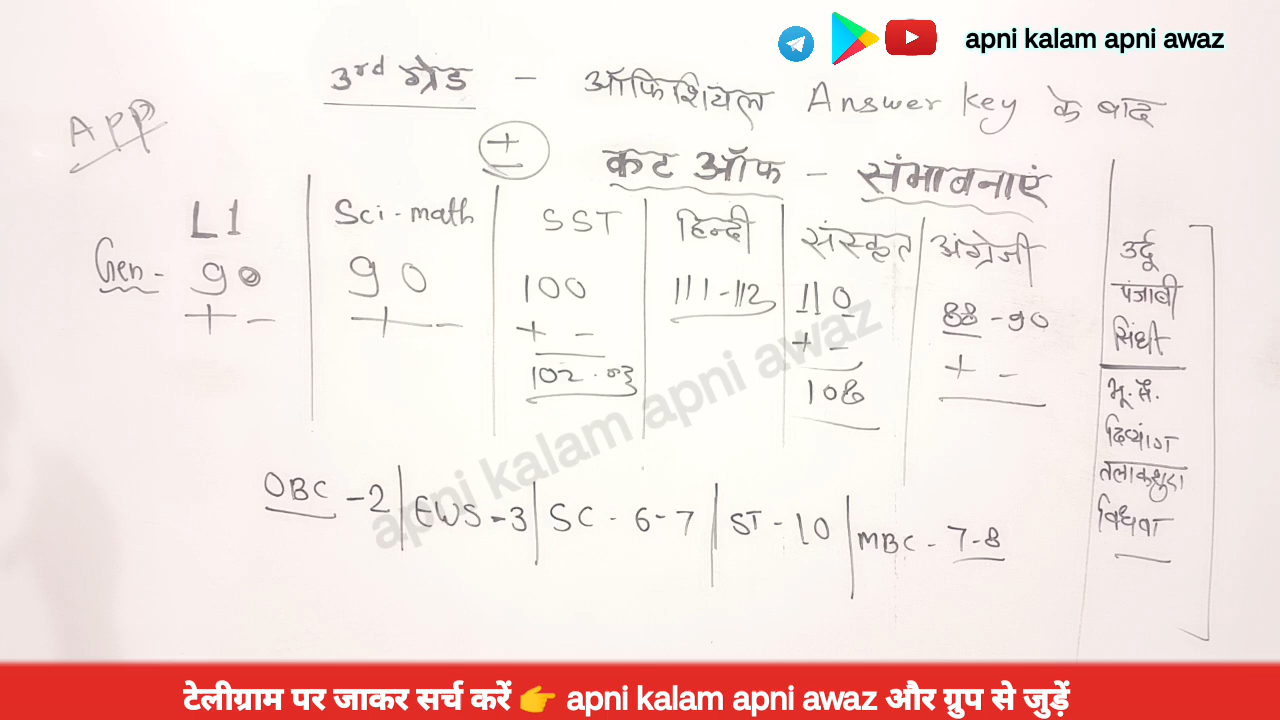 apni kalam apni awaz
3rd ग्रेड - ऑफिशियल Answer key के बाद
APP
±
कट ऑफ - संभावनाएं
L1 Sci-math SST हिन्दी संस्कृत अंग्रेजी
Gen- 90 90 100 111-112 110 88-90
+ - + - + - + - + -
102-03 108
उर्दू
पंजाबी
सिंधी
भू.सै.
दिव्यांग
तलाकशुदा
विधवा
OBC -2 EWS -3 SC - 6-7 ST -10 MBC - 7-8
apni kalam apni awaz
टेलीग्राम पर जाकर सर्च करें 👉 apni kalam apni awaz और ग्रुप से जुड़ें